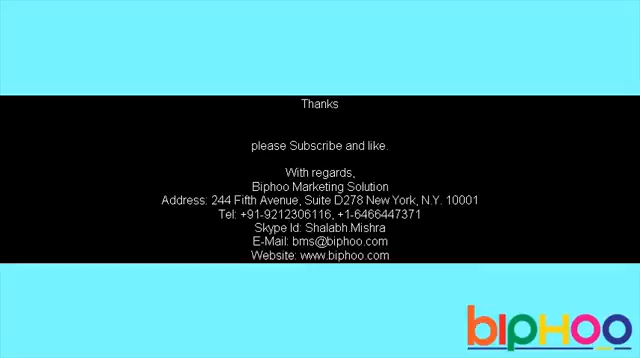 Thanks
please Subscribe and like.
With regards,
Biphoo Marketing Solution
Address: 244 Fifth Avenue, Suite D278 New York, N.Y. 10001
Tel: +91-9212306116, +1-6466447371
Skype Id: Shalabh.Mishra
E-Mail: bms@biphoo.com
Website: www.biphoo.com
bipHOO